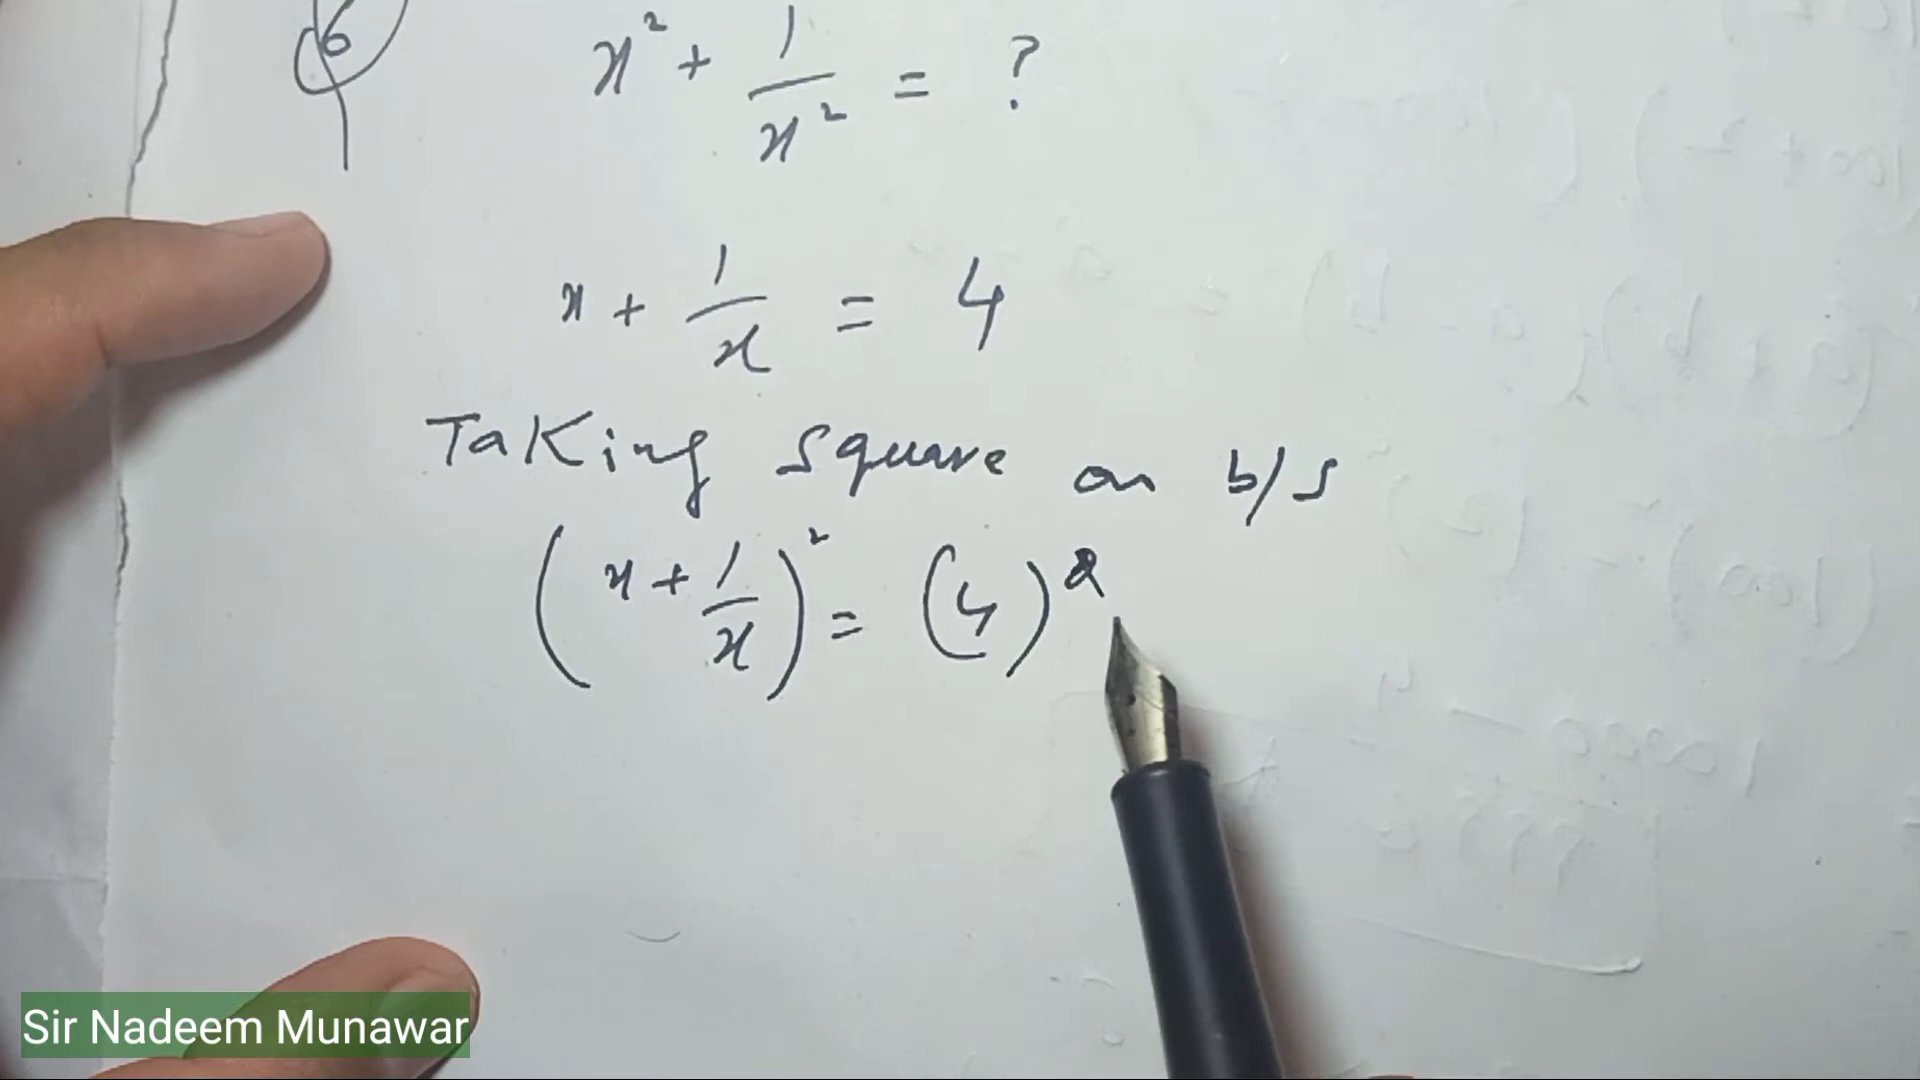 6
x² + 1/x² = ?
x + 1/x = 4
Taking square on b/s
(x + 1/x)² = (4)²
Sir Nadeem Munawar